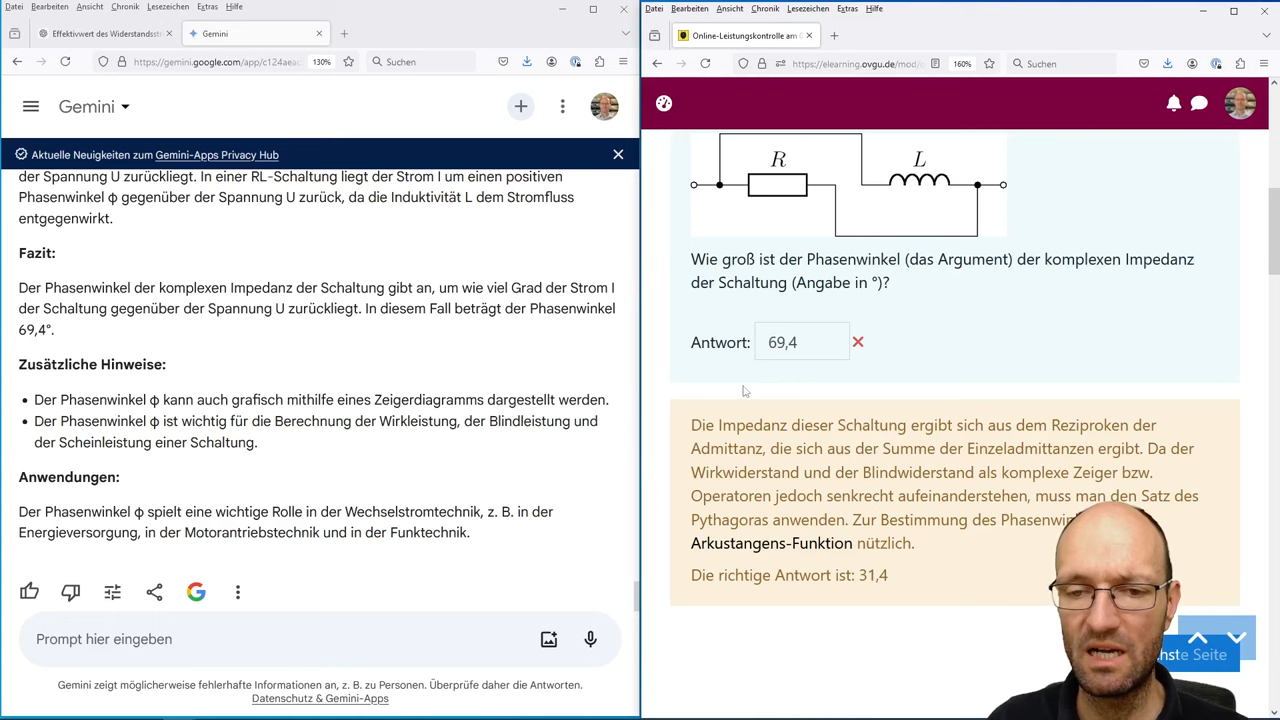 Datei Bearbeiten Ansicht Chronik Lesezeichen Extras Hilfe
Effektivwert des Widerstandsst
Gemini
https://gemini.google.com/app/c124aeac
130%
Suchen
Gemini
Aktuelle Neuigkeiten zum Gemini-Apps Privacy Hub
der Spannung U zurückliegt. In einer RL-Schaltung liegt der Strom I um einen positiven
Phasenwinkel φ gegenüber der Spannung U zurück, da die Induktivität L dem Stromfluss
entgegenwirkt.
Fazit:
Der Phasenwinkel der komplexen Impedanz der Schaltung gibt an, um wie viel Grad der Strom I
der Schaltung gegenüber der Spannung U zurückliegt. In diesem Fall beträgt der Phasenwinkel
69,4°.
Zusätzliche Hinweise:
• Der Phasenwinkel φ kann auch grafisch mithilfe eines Zeigerdiagramms dargestellt werden.
• Der Phasenwinkel φ ist wichtig für die Berechnung der Wirkleistung, der Blindleistung und
der Scheinleistung einer Schaltung.
Anwendungen:
Der Phasenwinkel φ spielt eine wichtige Rolle in der Wechselstromtechnik, z. B. in der
Energieversorgung, in der Motorantriebstechnik und in der Funktechnik.
Prompt hier eingeben
Gemini zeigt möglicherweise fehlerhafte Informationen an, z. B. zu Personen. Überprüfe daher die Antworten.
Datenschutz & Gemini-Apps
Datei Bearbeiten Ansicht Chronik Lesezeichen Extras Hilfe
Online-Leistungskontrolle am
https://elearning.ovgu.de/mod/
160%
Suchen
R
L
Wie groß ist der Phasenwinkel (das Argument) der komplexen Impedanz
der Schaltung (Angabe in °)?
Antwort: 69,4
Die Impedanz dieser Schaltung ergibt sich aus dem Reziproken der
Admittanz, die sich aus der Summe der Einzeladmittanzen ergibt. Da der
Wirkwiderstand und der Blindwiderstand als komplexe Zeiger bzw.
Operatoren jedoch senkrecht aufeinanderstehen, muss man den Satz des
Pythagoras anwenden. Zur Bestimmung des Phasenwin
Arkustangens-Funktion nützlich.
Die richtige Antwort ist: 31,4
hste Seite